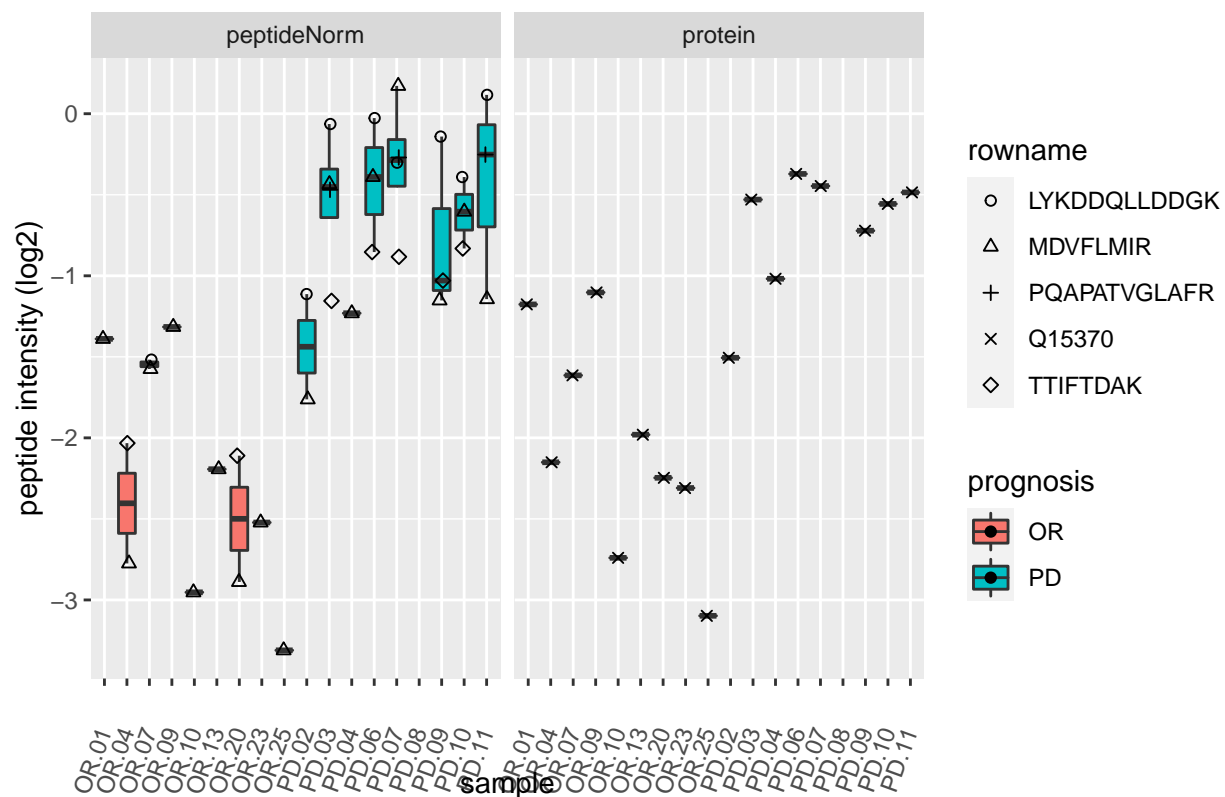 peptideNorm
protein
0
−1
−2
−3
peptide intensity (log2)
OR.01
OR.04
OR.07
OR.09
OR.10
OR.13
OR.20
OR.23
OR.25
PD.02
PD.03
PD.04
PD.06
PD.07
PD.08
PD.09
PD.10
PD.11
OR.01
OR.04
OR.07
OR.09
OR.10
OR.13
OR.20
OR.23
OR.25
PD.02
PD.03
PD.04
PD.06
PD.07
PD.08
PD.09
PD.10
PD.11
sample
rowname
LYKDDQLLDDGK
MDVFLMIR
PQAPATVGLAFR
Q15370
TTIFTDAK
prognosis
OR
PD